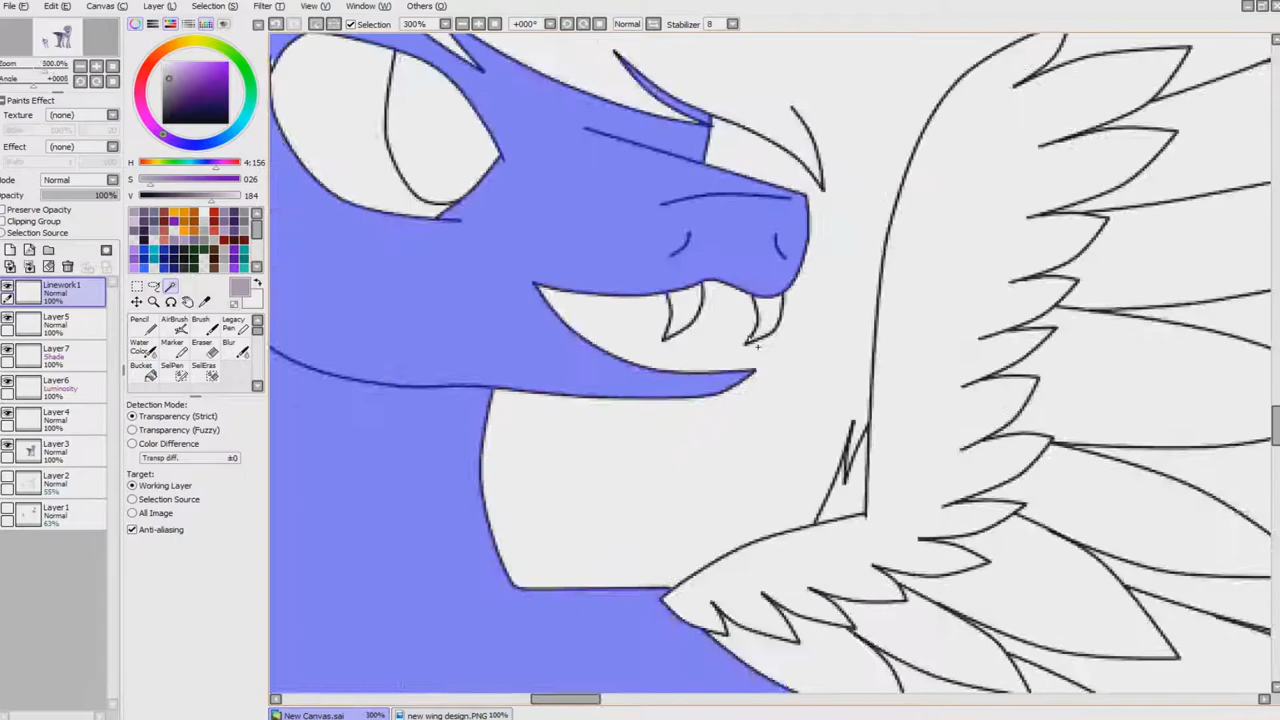 File (F) Edit (E) Canvas (C) Layer (L) Selection (S) Filter (T) View (V) Window (W) Others (O)
Selection 300% +000° Normal Stabilizer 8
Zoom 300.0%
Angle +000°
Paints Effect
Texture (none)
Effect (none)
Mode Normal
Opacity 100%
Preserve Opacity
Clipping Group
Selection Source
Linework1
Normal
100%
Layer5
Normal
100%
Layer7
Shade
100%
Layer6
Luminosity
100%
Layer4
Normal
100%
Layer3
Normal
100%
Layer2
Normal
55%
Layer1
Normal
63%
H 4:156
S 026
V 184
Pencil AirBrush Brush Legacy Pen
Water Color Marker Eraser Blur
Bucket SelPen SelEras
Detection Mode:
Transparency (Strict)
Transparency (Fuzzy)
Color Difference
Transp diff. ±0
Target:
Working Layer
Selection Source
All Image
Anti-aliasing
New Canvas.sai 300% new wing design.PNG 100%